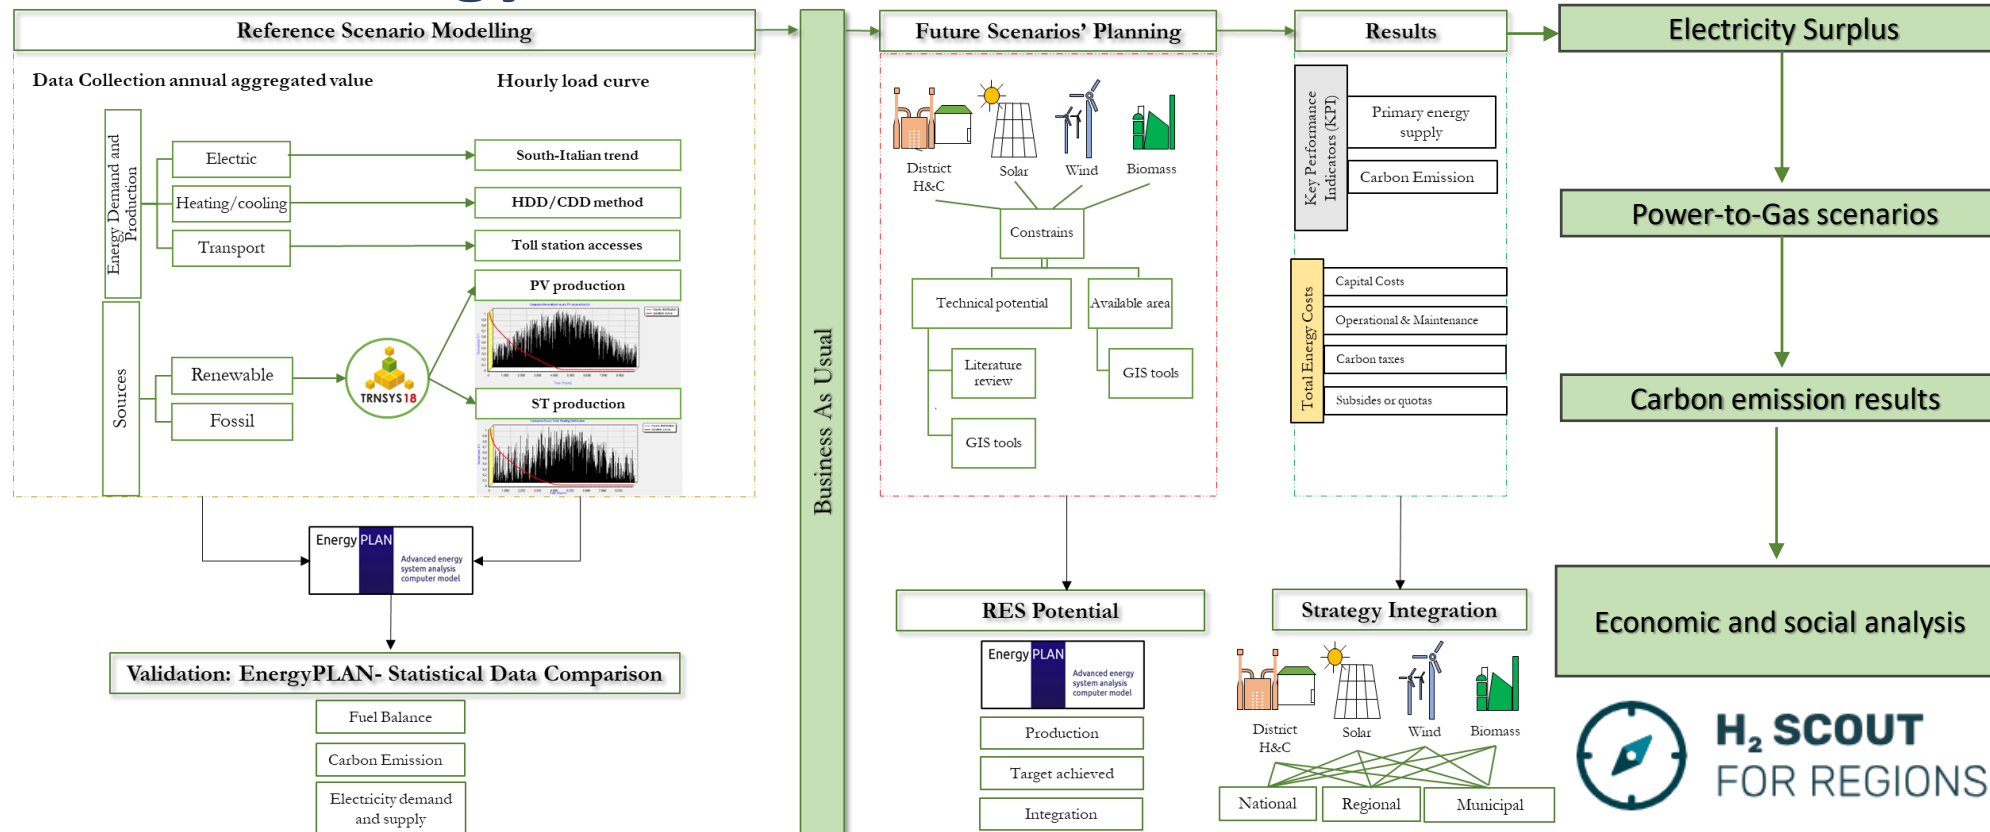 Reference Scenario Modelling
Data Collection annual aggregated value
Hourly load curve
Energy Demand and
Production
Electric
Heating/cooling
Transport
South-Italian trend
HDD/CDD method
Toll station accesses
PV production
Sources
Renewable
Fossil
TRNSYS 18
ST production
Energy PLAN
Advanced energy
system analysis
computer model
Validation: EnergyPLAN- Statistical Data Comparison
Fuel Balance
Carbon Emission
Electricity demand
and supply
Business As Usual
Future Scenarios' Planning
District
H&C
Solar
Wind
Biomass
Constrains
Technical potential
Available area
Literature
review
GIS tools
GIS tools
RES Potential
Energy PLAN
Advanced energy
system analysis
computer model
Production
Target achieved
Integration
Results
Key Performance
Indicators (KPI)
Primary energy
supply
Carbon Emission
Total Energy Costs
Capital Costs
Operational & Maintenance
Carbon taxes
Subsides or quotas
Strategy Integration
District
H&C
Solar
Wind
Biomass
National
Regional
Municipal
Electricity Surplus
Power-to-Gas scenarios
Carbon emission results
Economic and social analysis
H₂ SCOUT
FOR REGIONS